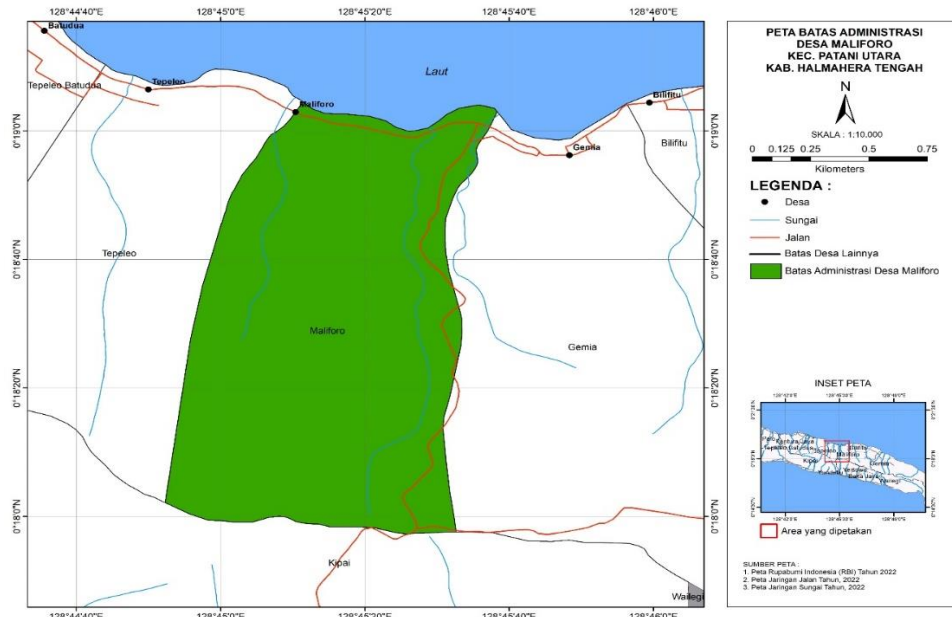 128°44'40"E
128°45'0"E
128°45'20"E
128°45'40"E
128°46'0"E
Batudua
Tepeleo Batudua
Tepeleo
Laut
Maliforo
Bilifitu
Bilifitu
Gemia
0°19'0"N
0°19'0"N
0°18'40"N
0°18'40"N
Tepeleo
Maliforo
Gemia
0°18'20"N
0°18'20"N
0°18'0"N
0°18'0"N
Kipai
Wailegi
128°44'40"E
128°45'0"E
128°45'20"E
128°45'40"E
128°46'0"E
PETA BATAS ADMINISTRASI
DESA MALIFORO
KEC. PATANI UTARA
KAB. HALMAHERA TENGAH
N
SKALA : 1:10.000
0 0.125 0.25 0.5 0.75
Kilometers
LEGENDA :
Desa
Sungai
Jalan
Batas Desa Lainnya
Batas Administrasi Desa Maliforo
INSET PETA
Tepeleo
Maliforo
Kipai
Gemia
Area yang dipetakan
SUMBER PETA :
1. Peta Rupabumi Indonesia (RBI) Tahun 2022
2. Peta Jaringan Jalan Tahun, 2022
3. Peta Jaringan Sungai Tahun, 2022